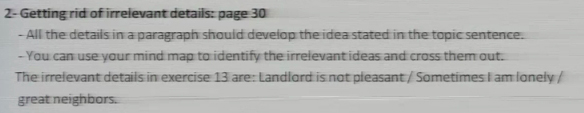 2- Getting rid of irrelevant details: page 30
- All the details in a paragraph should develop the idea stated in the topic sentence.
- You can use your mind map to identify the irrelevant ideas and cross them out.
The irrelevant details in exercise 13 are: Landlord is not pleasant / Sometimes I am lonely /
great neighbors.